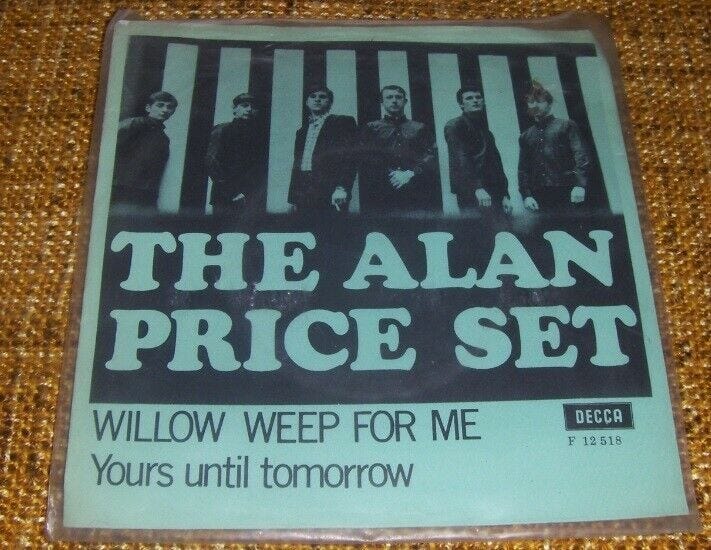 THE ALAN
PRICE SET
WILLOW WEEP FOR ME
Yours until tomorrow
DECCA
F 12 518